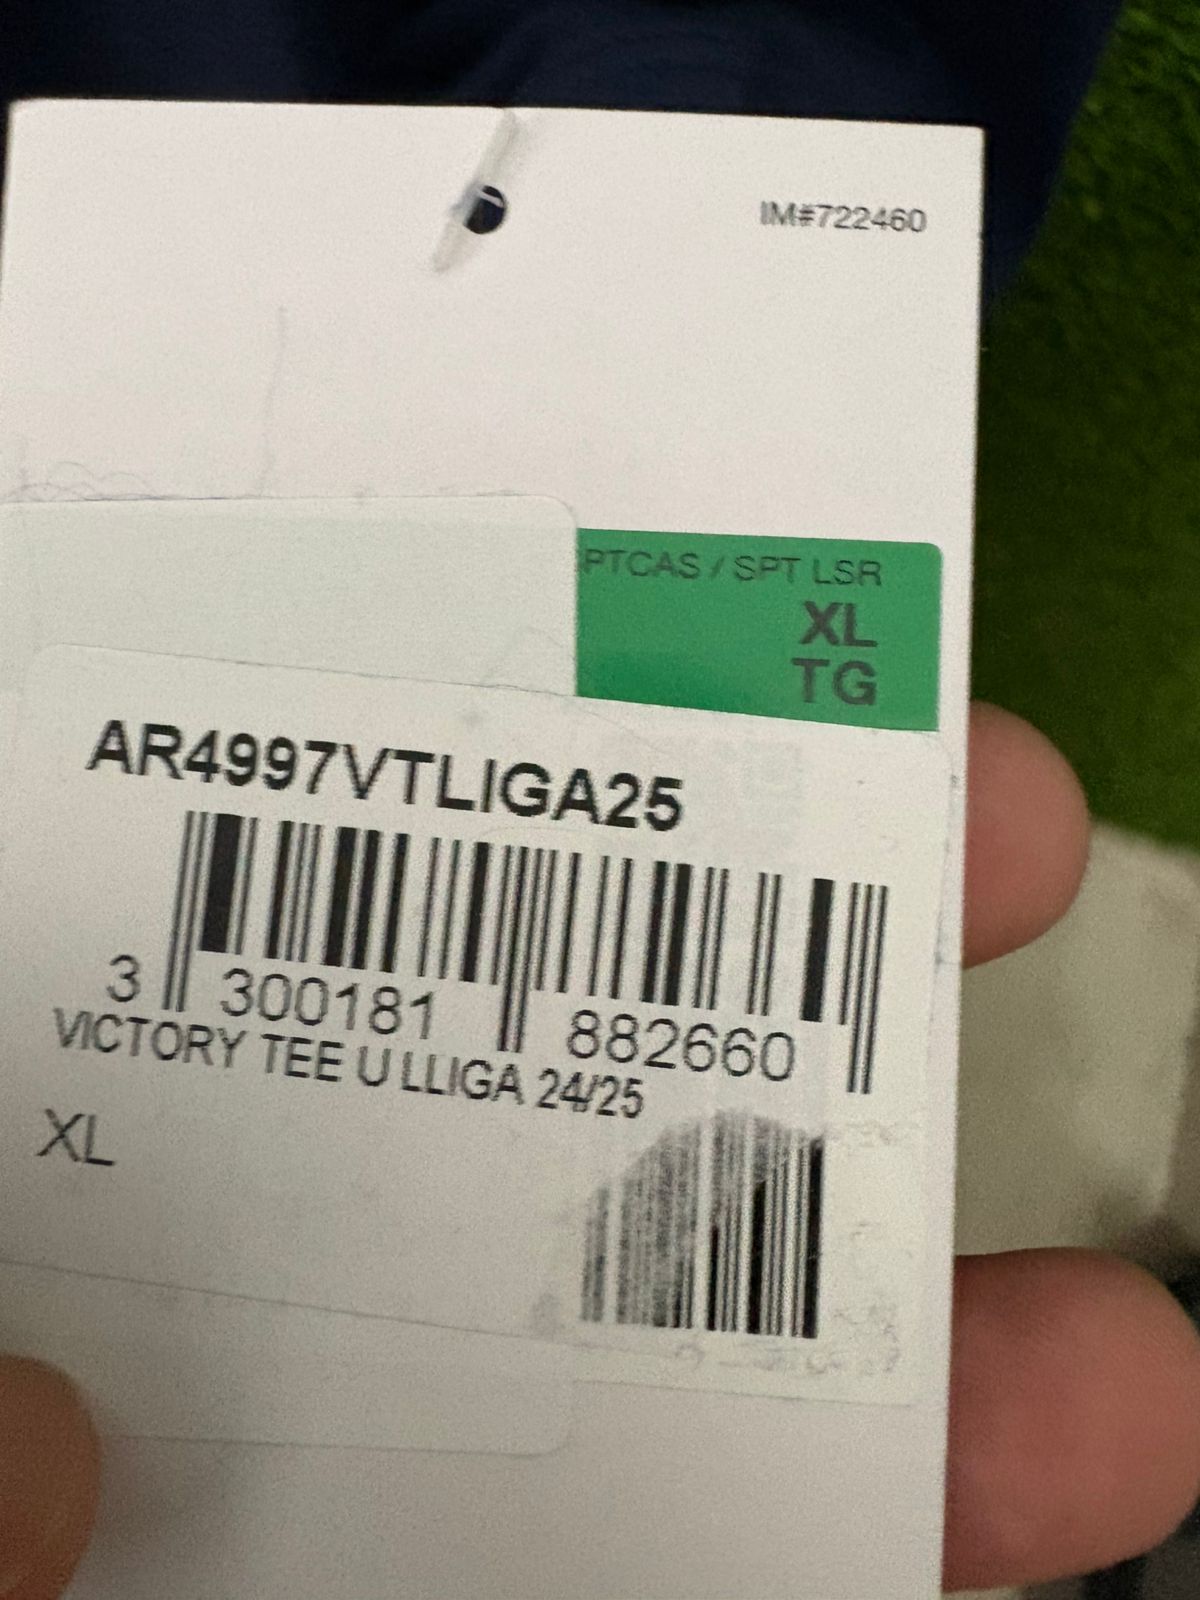 IM#722460
PTCAS / SPT LSR
XL
TG
AR4997VTLIGA25
3 300181 882660
VICTORY TEE U LLIGA 24/25
XL